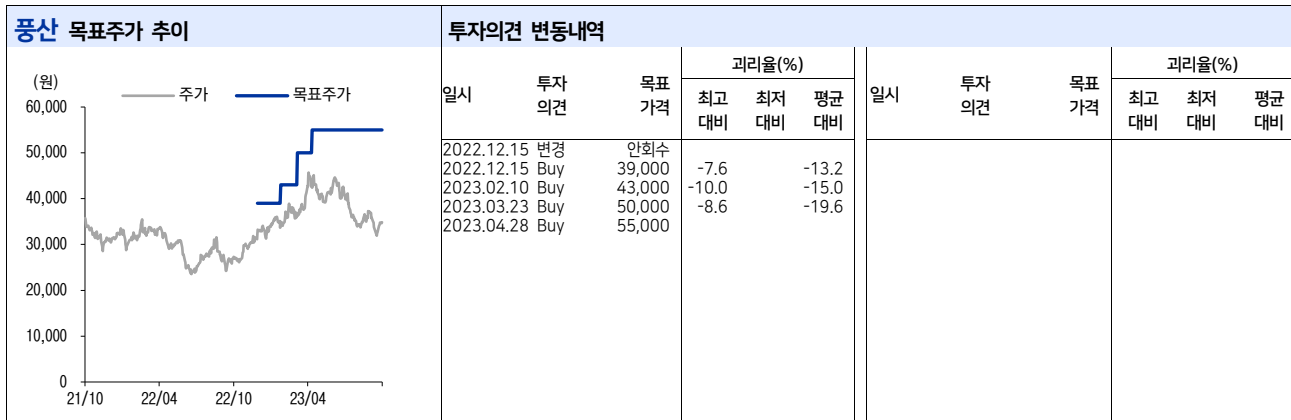 풍산 목표주가 추이
(원)
주가 목표주가
60,000
50,000
40,000
30,000
20,000
10,000
0
21/10 22/04 22/10 23/04
투자의견 변동내역
일시 투자 의견 목표 가격 괴리율(%)
최고 대비 최저 대비 평균 대비
2022.12.15 변경 안회수
2022.12.15 Buy 39,000 -7.6 -13.2
2023.02.10 Buy 43,000 -10.0 -15.0
2023.03.23 Buy 50,000 -8.6 -19.6
2023.04.28 Buy 55,000
일시 투자 의견 목표 가격 괴리율(%)
최고 대비 최저 대비 평균 대비